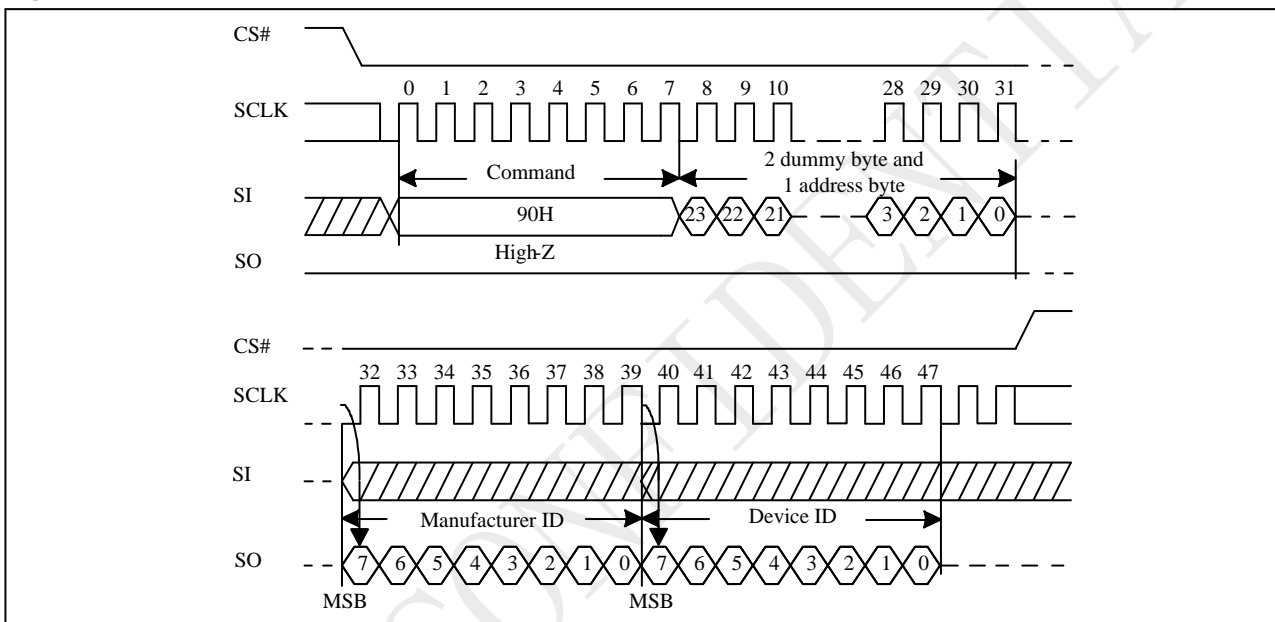 CS#
0 1 2 3 4 5 6 7 8 9 10 28 29 30 31
SCLK
Command
2 dummy byte and
1 address byte
SI
90H
23 22 21 3 2 1 0
High-Z
SO
CS#
32 33 34 35 36 37 38 39 40 41 42 43 44 45 46 47
SCLK
SI
Manufacturer ID
Device ID
SO
7 6 5 4 3 2 1 0 7 6 5 4 3 2 1 0
MSB
MSB